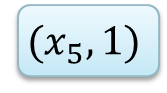 (x₅, 1)